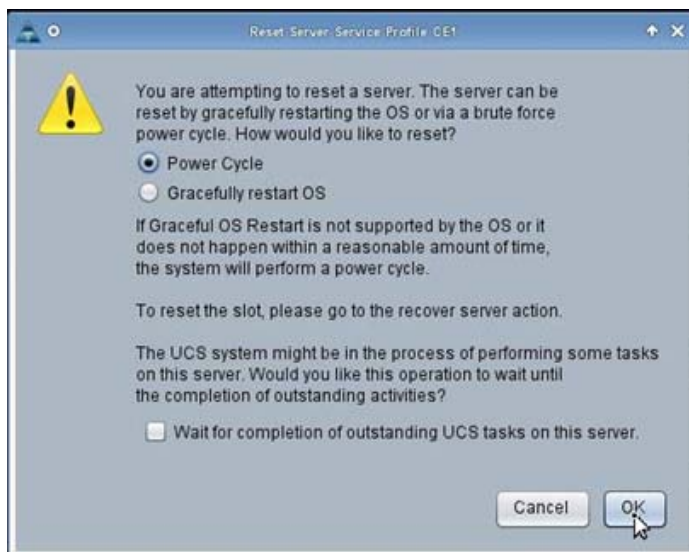 Reset Server Service Profile CE1
You are attempting to reset a server. The server can be
reset by gracefully restarting the OS or via a brute force
power cycle. How would you like to reset?
Power Cycle
Gracefully restart OS
If Graceful OS Restart is not supported by the OS or it
does not happen within a reasonable amount of time,
the system will perform a power cycle.
To reset the slot, please go to the recover server action.
The UCS system might be in the process of performing some tasks
on this server. Would you like this operation to wait until
the completion of outstanding activities?
Wait for completion of outstanding UCS tasks on this server.
Cancel
OK